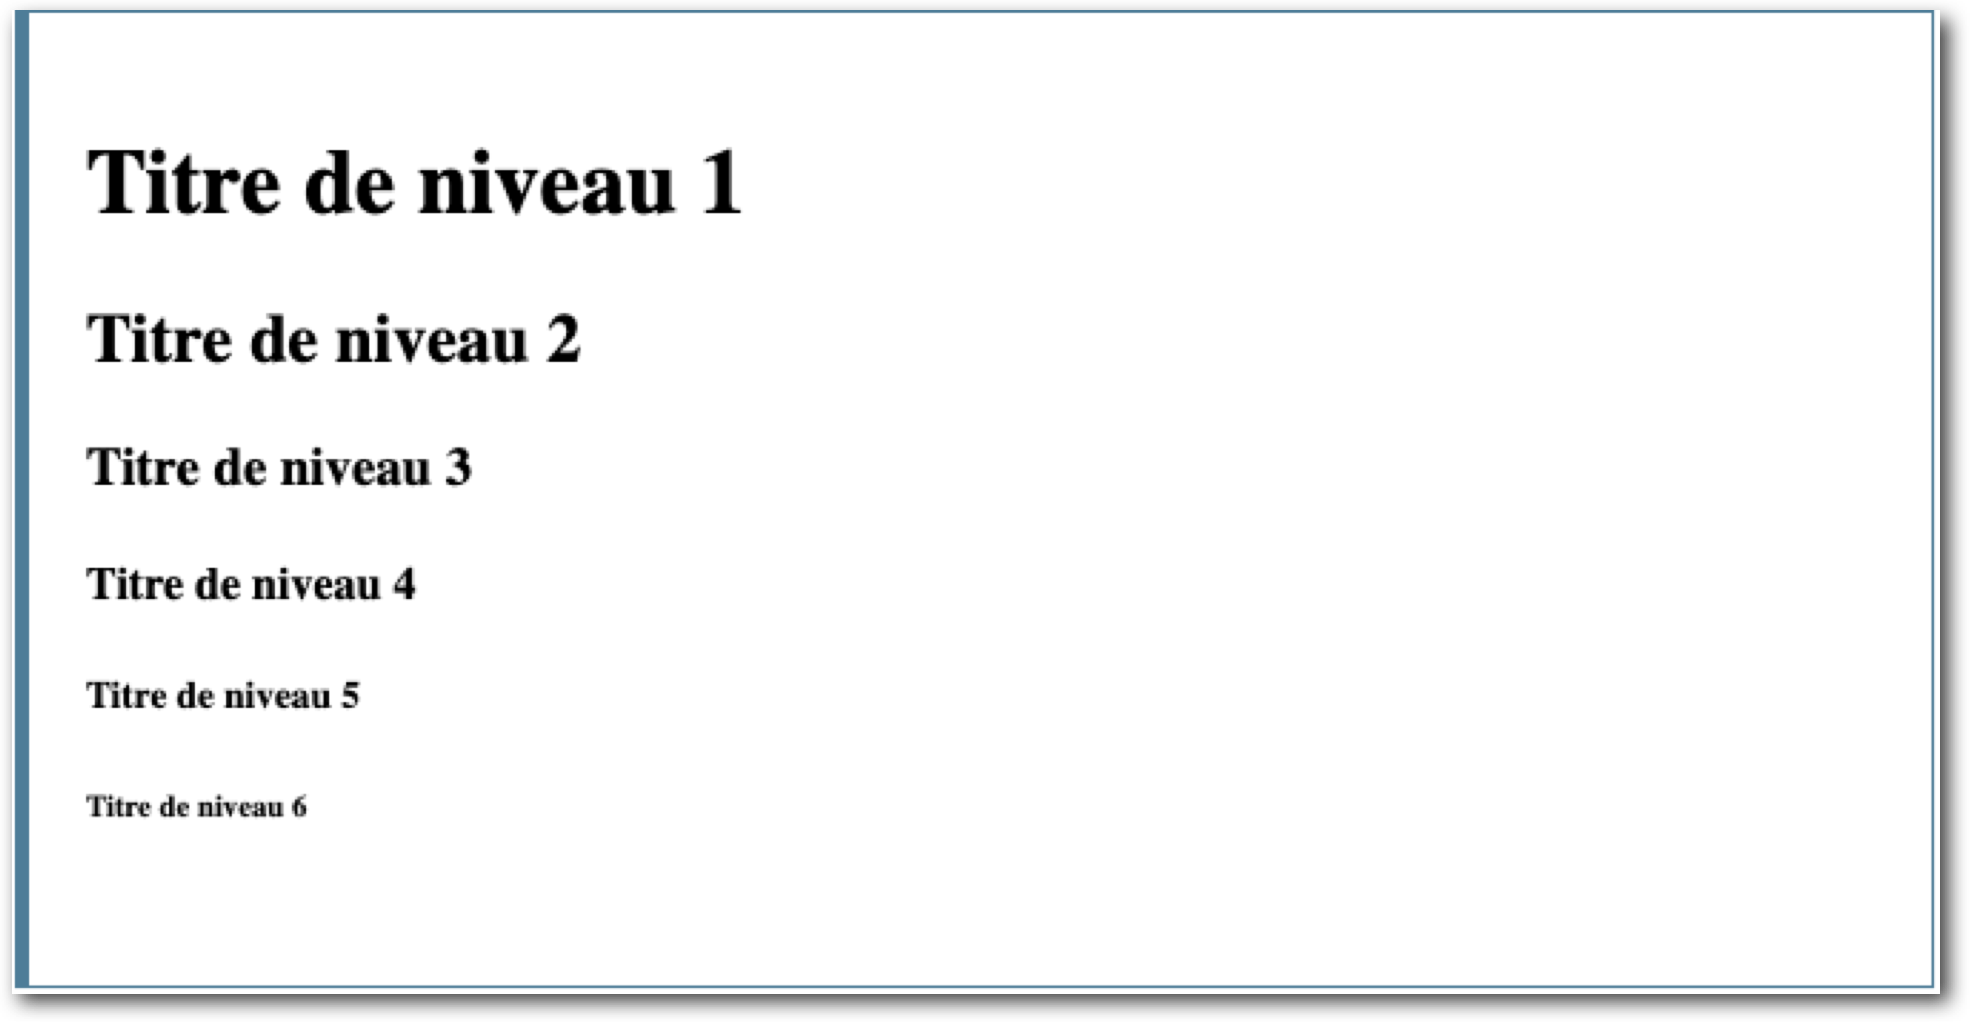 Titre de niveau 1
Titre de niveau 2
Titre de niveau 3
Titre de niveau 4
Titre de niveau 5
Titre de niveau 6